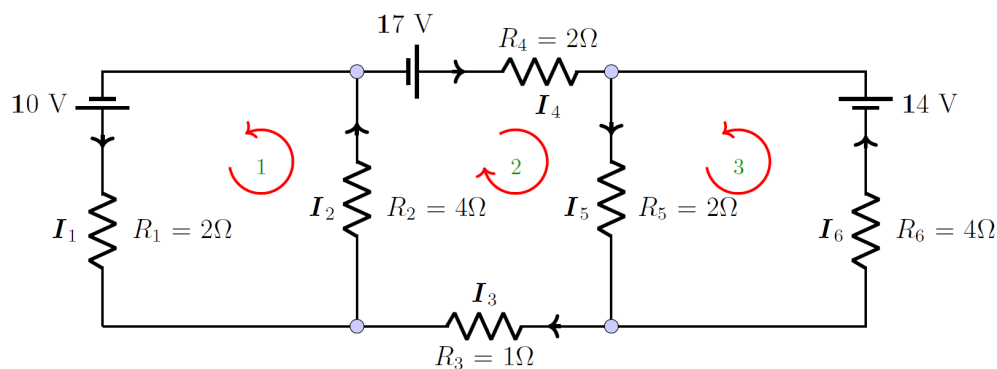 17 V
R₄ = 2Ω
I₄
10 V
14 V
1
2
3
I₁
R₁ = 2Ω
I₂
R₂ = 4Ω
I₅
R₅ = 2Ω
I₆
R₆ = 4Ω
I₃
R₃ = 1Ω